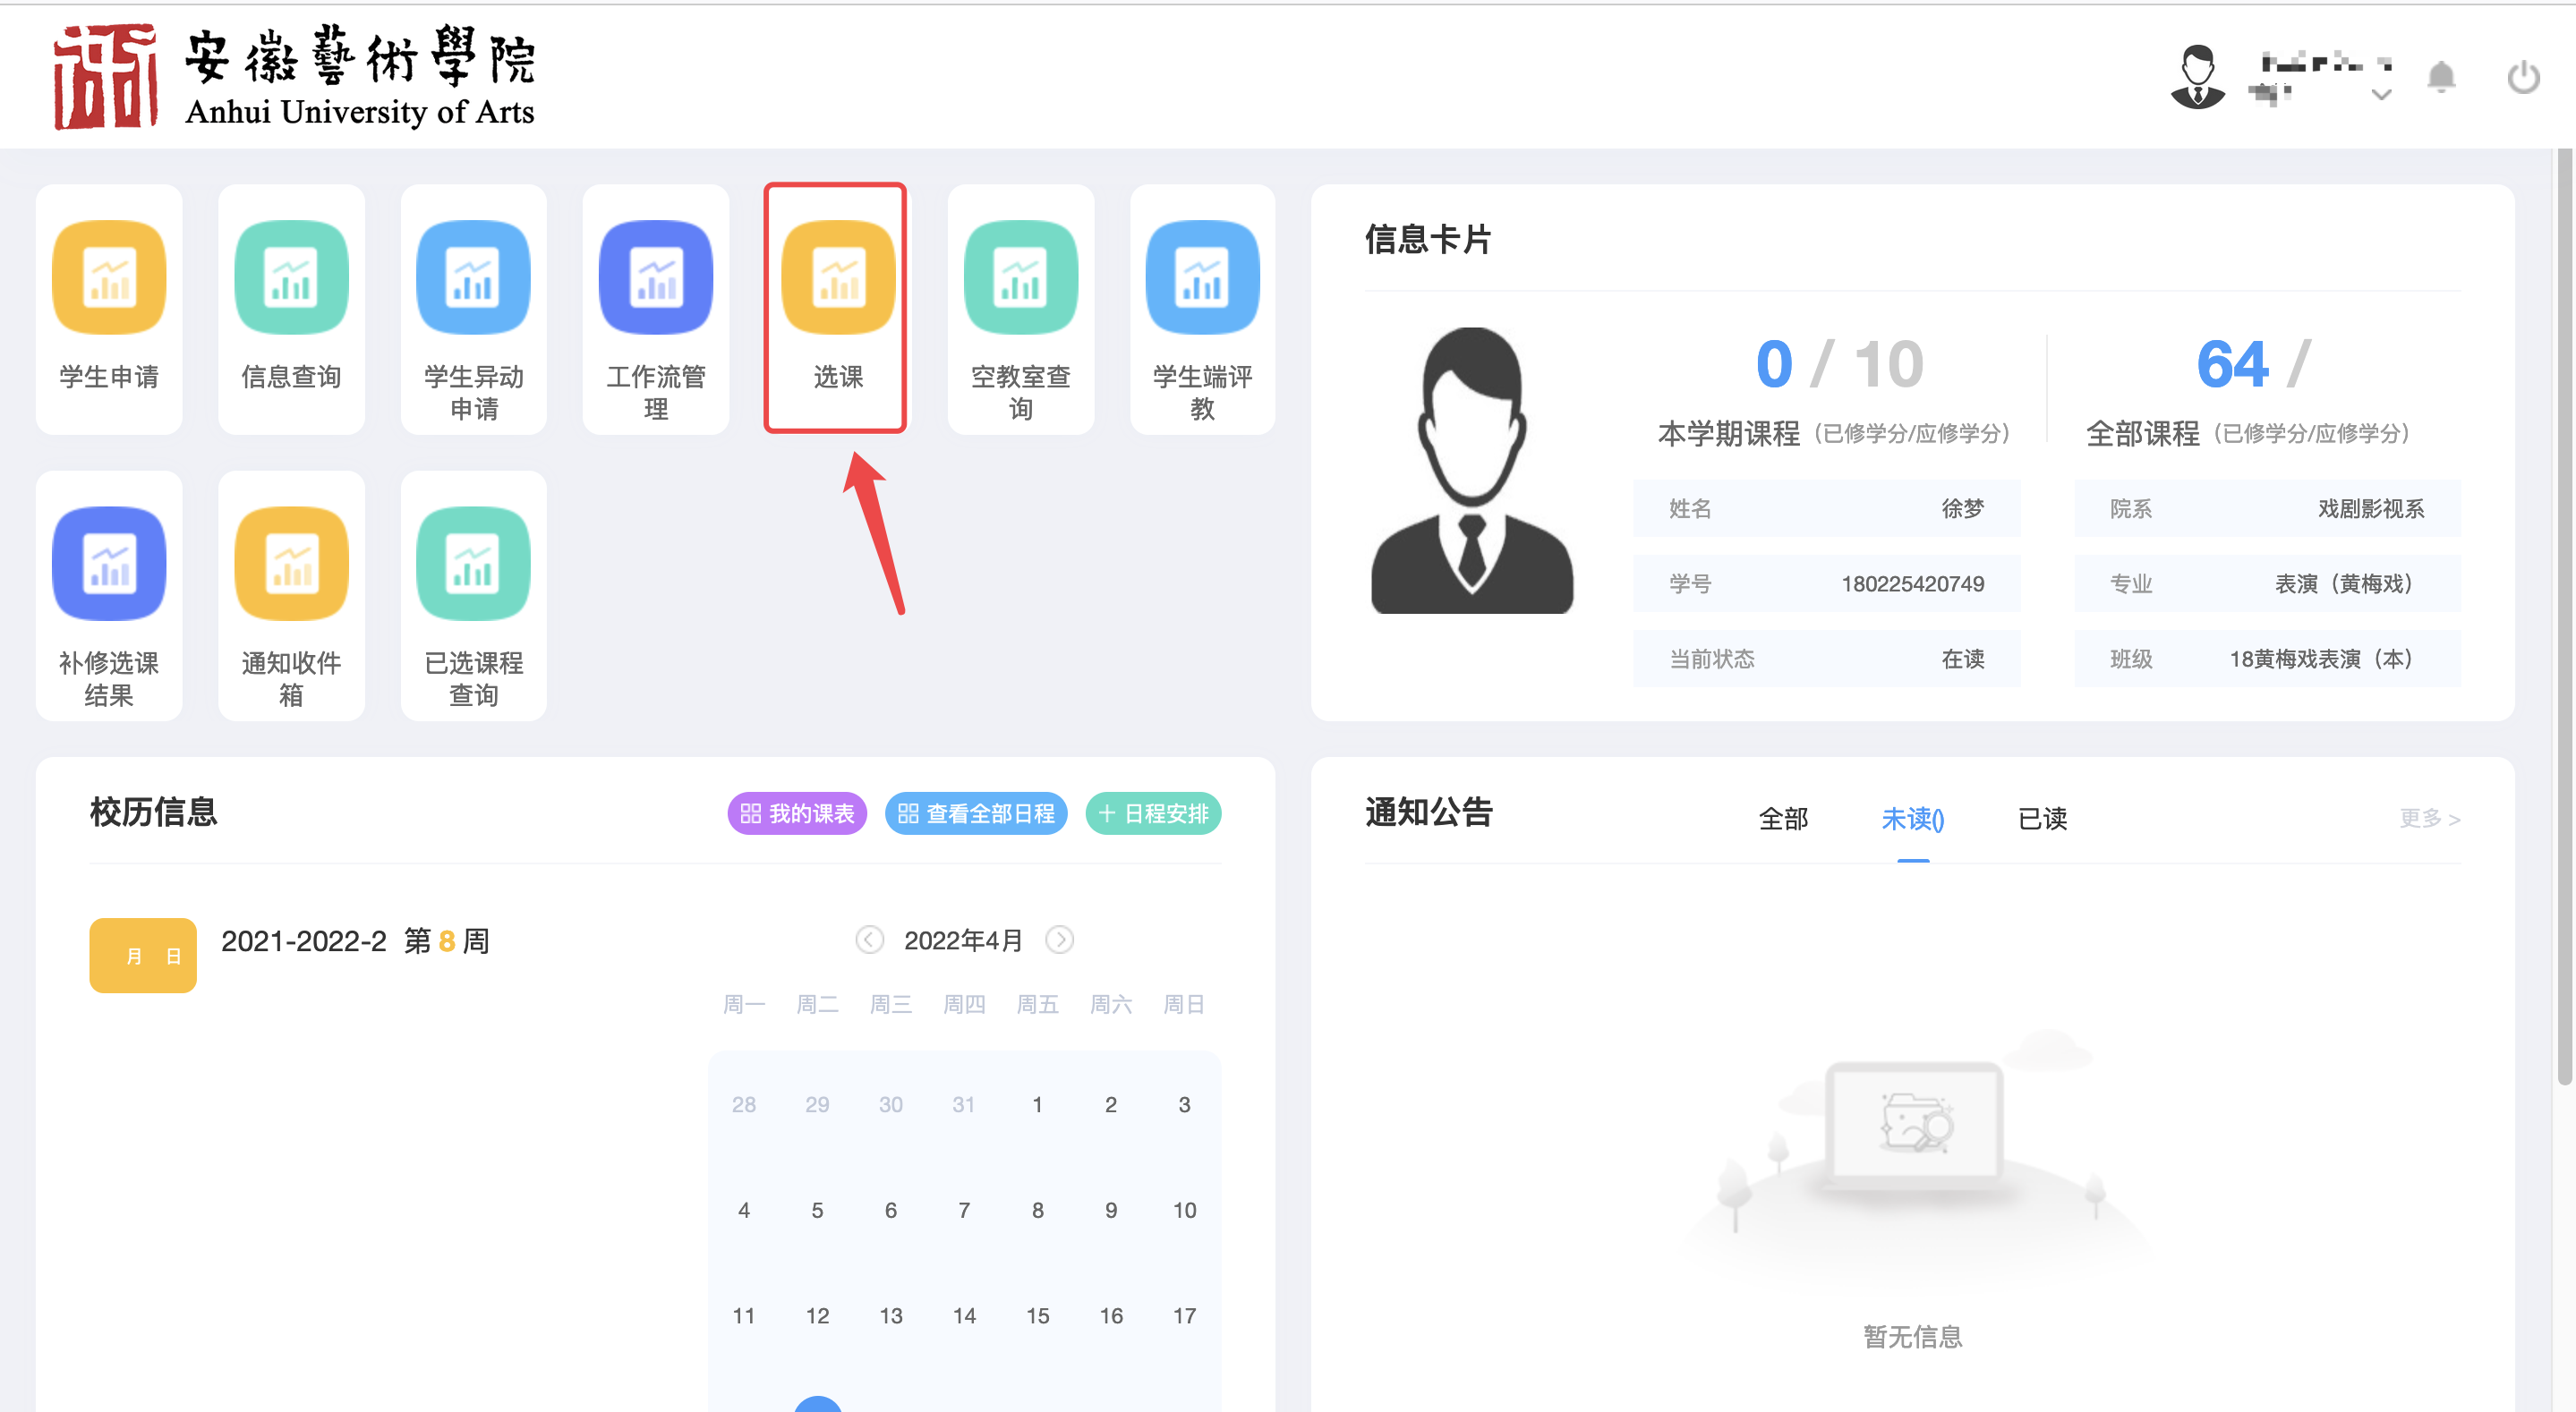 安徽藝術學院
Anhui University of Arts
学生申请
信息查询
学生异动
申请
工作流管
理
选课
空教室查
询
学生端评
教
补修选课
结果
通知收件
箱
已选课程
查询
信息卡片
0 / 10
本学期课程（已修学分/应修学分）
64 /
全部课程（已修学分/应修学分）
姓名 徐梦
院系 戏剧影视系
学号 180225420749
专业 表演（黄梅戏）
当前状态 在读
班级 18黄梅戏表演（本）
校历信息
我的课表
查看全部日程
+ 日程安排
月 日
2021-2022-2 第 8 周
2022年4月
周一 周二 周三 周四 周五 周六 周日
28 29 30 31 1 2 3
4 5 6 7 8 9 10
11 12 13 14 15 16 17
通知公告
全部 未读() 已读
更多 >
暂无信息